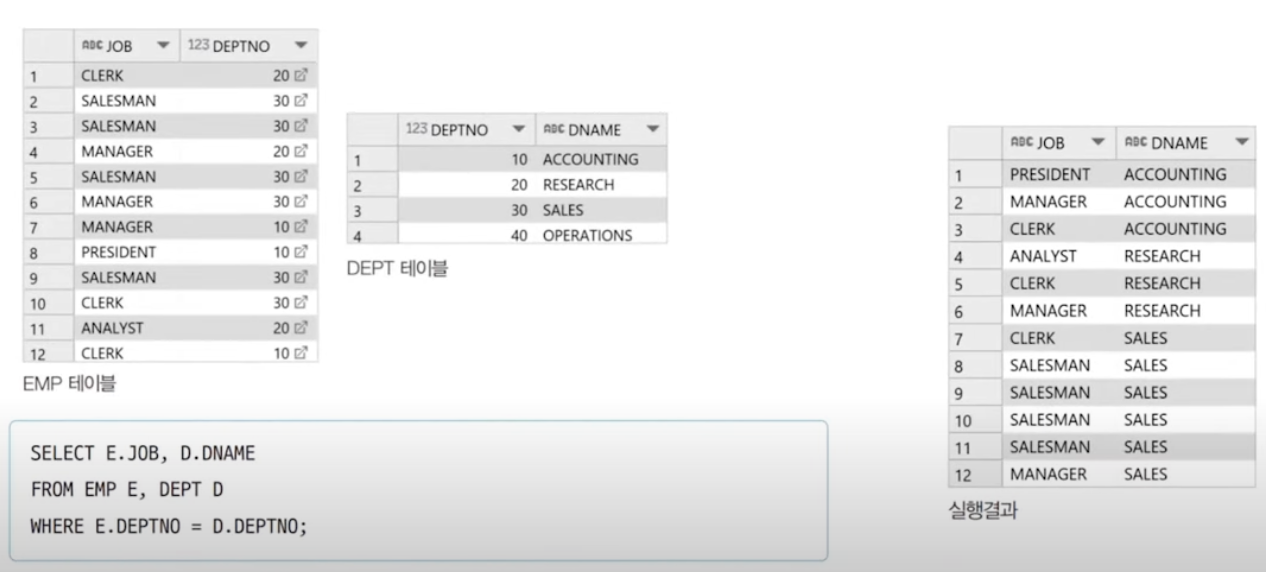 ABC JOB 123 DEPTNO
1 CLERK 20
2 SALESMAN 30
3 SALESMAN 30
4 MANAGER 20
5 SALESMAN 30
6 MANAGER 30
7 MANAGER 10
8 PRESIDENT 10
9 SALESMAN 30
10 CLERK 30
11 ANALYST 20
12 CLERK 10
EMP 테이블
123 DEPTNO ABC DNAME
1 10 ACCOUNTING
2 20 RESEARCH
3 30 SALES
4 40 OPERATIONS
DEPT 테이블
ABC JOB ABC DNAME
1 PRESIDENT ACCOUNTING
2 MANAGER ACCOUNTING
3 CLERK ACCOUNTING
4 ANALYST RESEARCH
5 CLERK RESEARCH
6 MANAGER RESEARCH
7 CLERK SALES
8 SALESMAN SALES
9 SALESMAN SALES
10 SALESMAN SALES
11 SALESMAN SALES
12 MANAGER SALES
실행결과
SELECT E.JOB, D.DNAME
FROM EMP E, DEPT D
WHERE E.DEPTNO = D.DEPTNO;